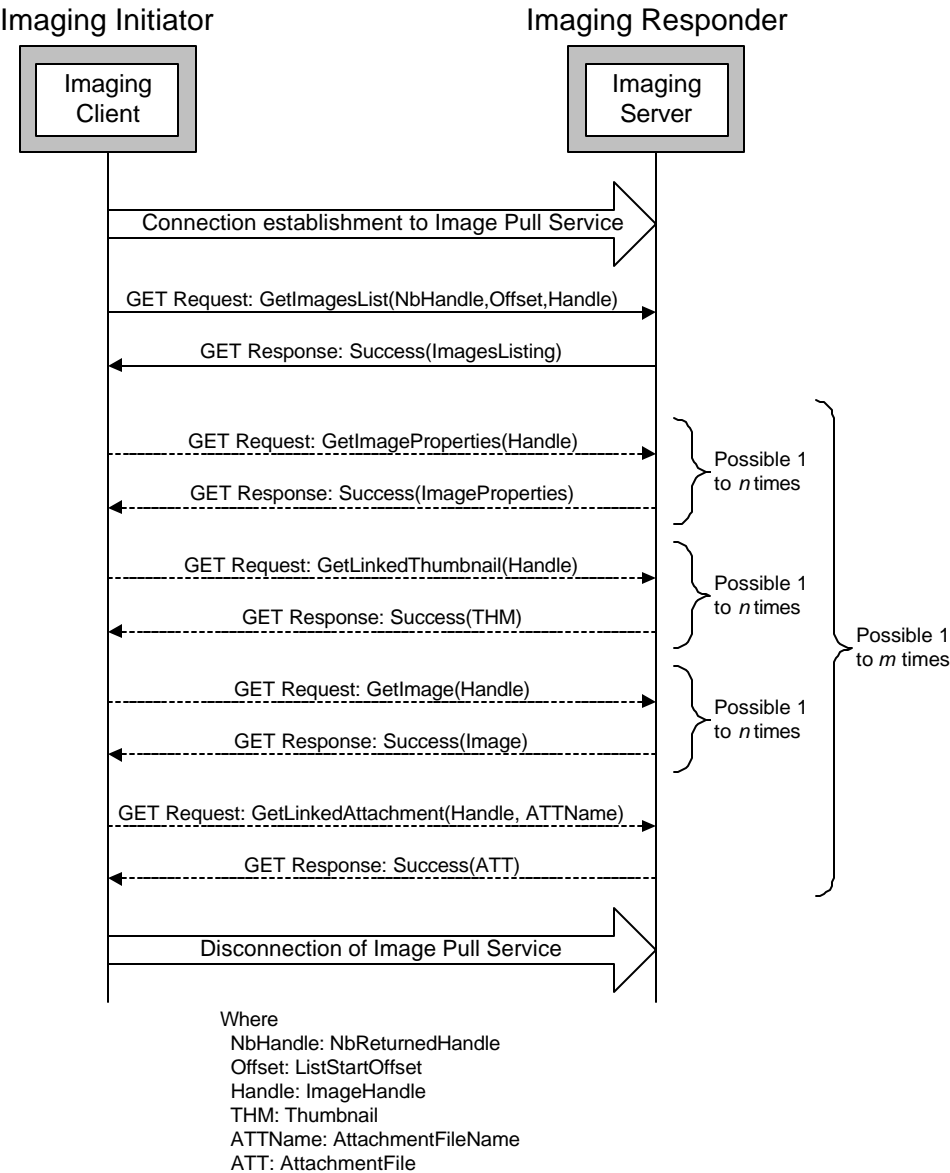 Imaging Initiator
Imaging Responder
Imaging
Client
Imaging
Server
Connection establishment to Image Pull Service
GET Request: GetImagesList(NbHandle,Offset,Handle)
GET Response: Success(ImagesListing)
GET Request: GetImageProperties(Handle)
GET Response: Success(ImageProperties)
Possible 1
to n times
GET Request: GetLinkedThumbnail(Handle)
GET Response: Success(THM)
Possible 1
to n times
GET Request: GetImage(Handle)
GET Response: Success(Image)
Possible 1
to n times
Possible 1
to m times
GET Request: GetLinkedAttachment(Handle, ATTName)
GET Response: Success(ATT)
Disconnection of Image Pull Service
Where
NbHandle: NbReturnedHandle
Offset: ListStartOffset
Handle: ImageHandle
THM: Thumbnail
ATTName: AttachmentFileName
ATT: AttachmentFile